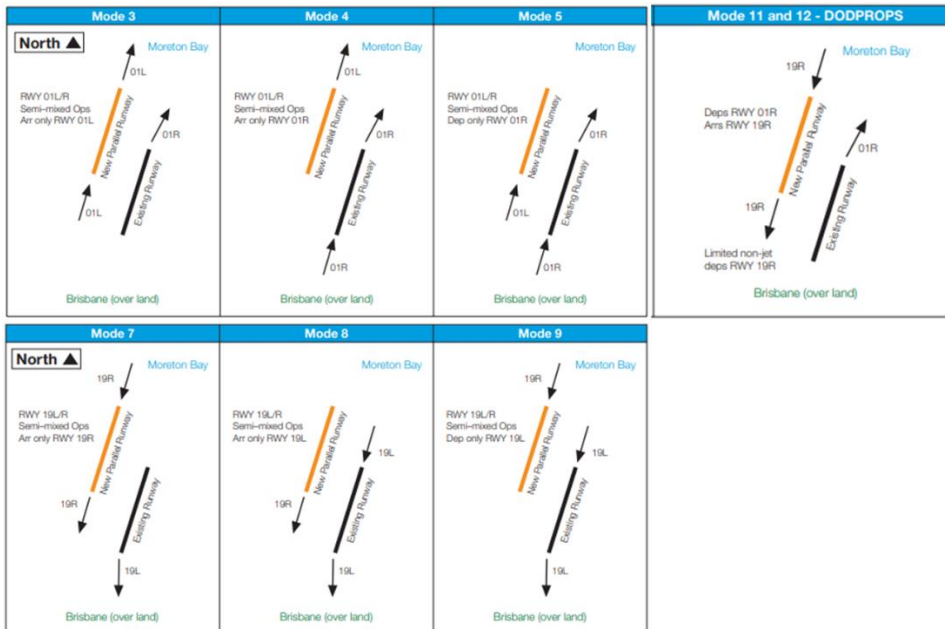 Mode 3
North ▲
Moreton Bay
01L
RWY 01L/R
Semi-mixed Ops
Arr only RWY 01L
New Parallel Runway
01R
01L
Existing Runway
Brisbane (over land)
Mode 4
Moreton Bay
01L
RWY 01L/R
Semi-mixed Ops
Arr only RWY 01R
New Parallel Runway
01R
Existing Runway
01R
Brisbane (over land)
Mode 5
Moreton Bay
RWY 01L/R
Semi-mixed Ops
Dep only RWY 01R
New Parallel Runway
01R
01L
Existing Runway
01R
Brisbane (over land)
Mode 11 and 12 - DODPROPS
Moreton Bay
19R
Deps RWY 01R
Arrs RWY 19R
New Parallel Runway
01R
19R
Existing Runway
Limited non-jet
deps RWY 19R
Brisbane (over land)
Mode 7
North ▲
Moreton Bay
19R
RWY 19L/R
Semi-mixed Ops
Arr only RWY 19R
New Parallel Runway
19R
Existing Runway
19L
Brisbane (over land)
Mode 8
Moreton Bay
RWY 19L/R
Semi-mixed Ops
Arr only RWY 19L
New Parallel Runway
19L
19R
Existing Runway
19L
Brisbane (over land)
Mode 9
Moreton Bay
19R
RWY 19L/R
Semi-mixed Ops
Dep only RWY 19L
New Parallel Runway
19L
Existing Runway
19L
Brisbane (over land)